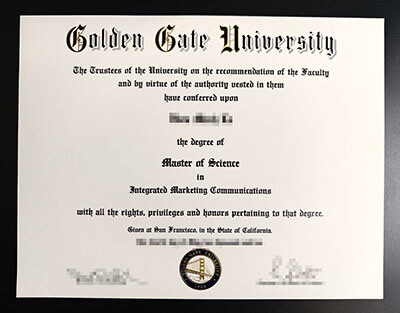 Golden Gate University
The Trustees of the University on the recommendation of the Faculty
and by virtue of the authority vested in them
have conferred upon
the degree of
Master of Science
in
Integrated Marketing Communications
with all the rights, privileges and honors pertaining to that degree.
Given at San Francisco, in the State of California,